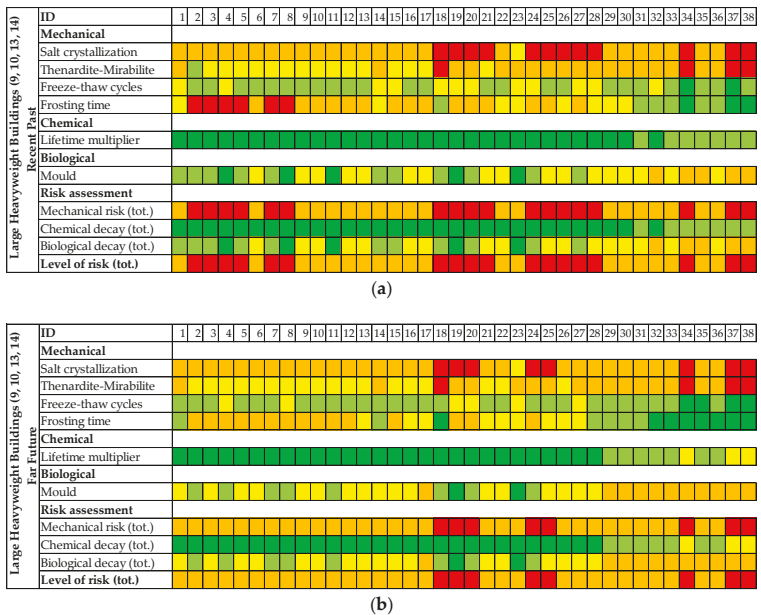 Large Heavyweight Buildings (9, 10, 13, 14)
Recent Past
ID 1 2 3 4 5 6 7 8 9 10 11 12 13 14 15 16 17 18 19 20 21 22 23 24 25 26 27 28 29 30 31 32 33 34 35 36 37 38
Mechanical
Salt crystallization
Thenardite-Mirabilite
Freeze-thaw cycles
Frosting time
Chemical
Lifetime multiplier
Biological
Mould
Risk assessment
Mechanical risk (tot.)
Chemical decay (tot.)
Biological decay (tot.)
Level of risk (tot.)
(a)
Large Heavyweight Buildings (9, 10, 13, 14)
Far Future
ID 1 2 3 4 5 6 7 8 9 10 11 12 13 14 15 16 17 18 19 20 21 22 23 24 25 26 27 28 29 30 31 32 33 34 35 36 37 38
Mechanical
Salt crystallization
Thenardite-Mirabilite
Freeze-thaw cycles
Frosting time
Chemical
Lifetime multiplier
Biological
Mould
Risk assessment
Mechanical risk (tot.)
Chemical decay (tot.)
Biological decay (tot.)
Level of risk (tot.)
(b)